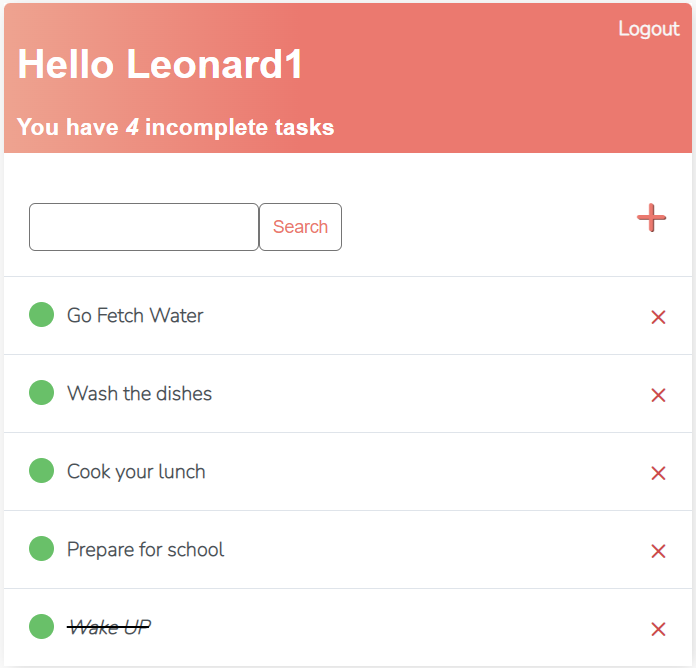 Logout
Hello Leonard1
You have 4 incomplete tasks
Search
Go Fetch Water
Wash the dishes
Cook your lunch
Prepare for school
Wake UP